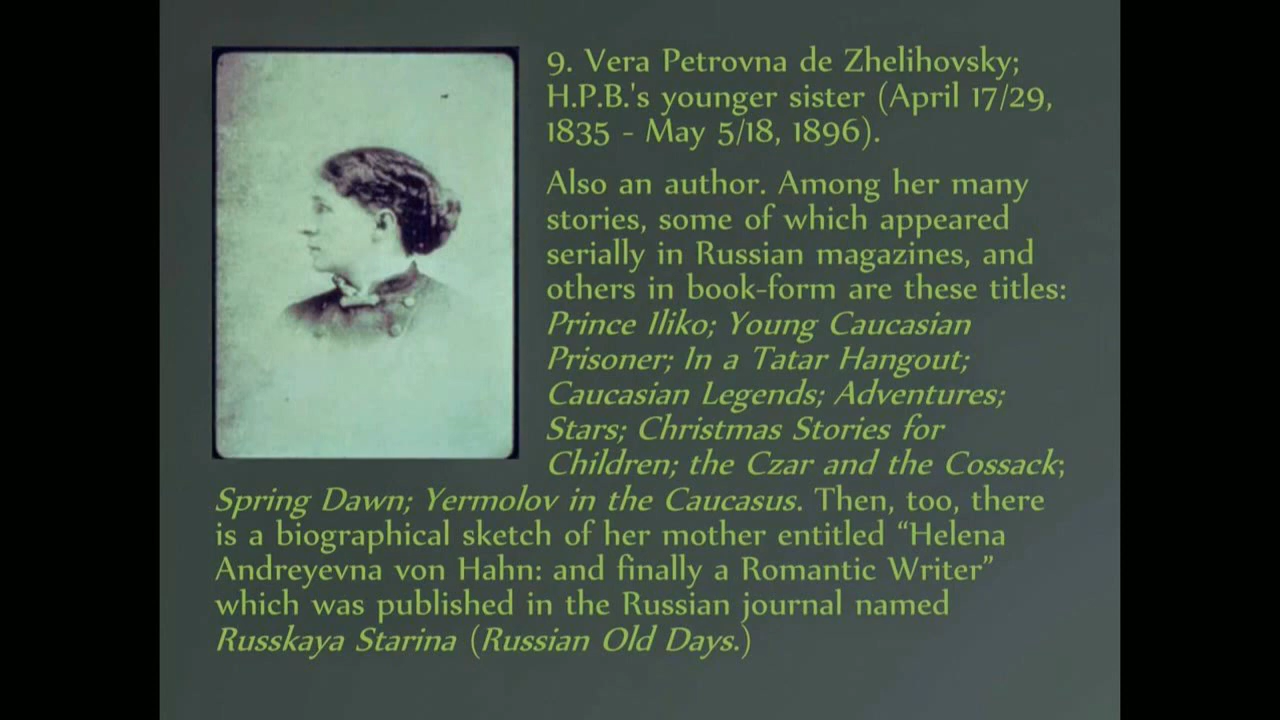 9. Vera Petrovna de Zhelihovsky;
H.P.B.'s younger sister (April 17/29,
1835 - May 5/18, 1896).
Also an author. Among her many
stories, some of which appeared
serially in Russian magazines, and
others in book-form are these titles:
Prince Iliko; Young Caucasian
Prisoner; In a Tatar Hangout;
Caucasian Legends; Adventures;
Stars; Christmas Stories for
Children; the Czar and the Cossack;
Spring Dawn; Yermolov in the Caucasus. Then, too, there
is a biographical sketch of her mother entitled “Helena
Andreyevna von Hahn: and finally a Romantic Writer”
which was published in the Russian journal named
Russkaya Starina (Russian Old Days.)